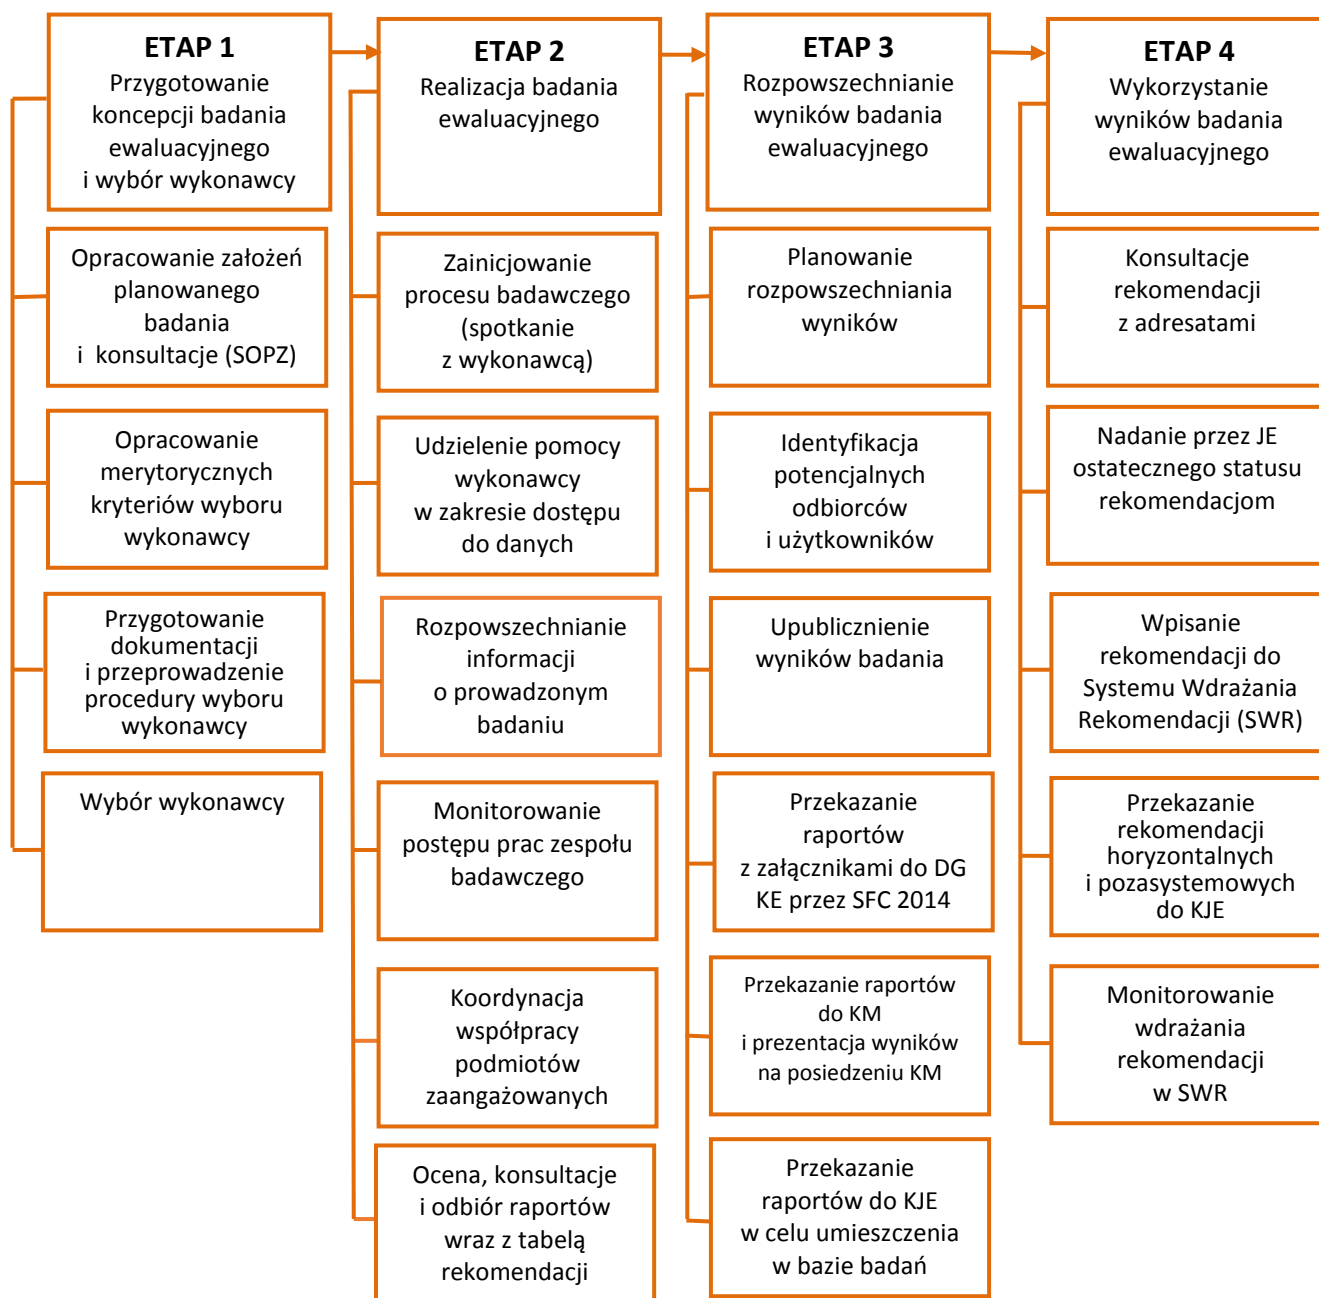 ETAP 1
Przygotowanie
koncepcji badania
ewaluacyjnego
i wybór wykonawcy
Opracowanie założeń
planowanego
badania
i konsultacje (SOPZ)
Opracowanie
merytorycznych
kryteriów wyboru
wykonawcy
Przygotowanie
dokumentacji
i przeprowadzenie
procedury wyboru
wykonawcy
Wybór wykonawcy
ETAP 2
Realizacja badania
ewaluacyjnego
Zainicjowanie
procesu badawczego
(spotkanie
z wykonawcą)
Udzielenie pomocy
wykonawcy
w zakresie dostępu
do danych
Rozpowszechnianie
informacji
o prowadzonym
badaniu
Monitorowanie
postępu prac zespołu
badawczego
Koordynacja
współpracy
podmiotów
zaangażowanych
Ocena, konsultacje
i odbiór raportów
wraz z tabelą
rekomendacji
ETAP 3
Rozpowszechnianie
wyników badania
ewaluacyjnego
Planowanie
rozpowszechniania
wyników
Identyfikacja
potencjalnych
odbiorców
i użytkowników
Upublicznienie
wyników badania
Przekazanie
raportów
z załącznikami do DG
KE przez SFC 2014
Przekazanie raportów
do KM
i prezentacja wyników
na posiedzeniu KM
Przekazanie
raportów do KJE
w celu umieszczenia
w bazie badań
ETAP 4
Wykorzystanie
wyników badania
ewaluacyjnego
Konsultacje
rekomendacji
z adresatami
Nadanie przez JE
ostatecznego statusu
rekomendacjom
Wpisanie
rekomendacji do
Systemu Wdrażania
Rekomendacji (SWR)
Przekazanie
rekomendacji
horyzontalnych
i pozasystemowych
do KJE
Monitorowanie
wdrażania
rekomendacji
w SWR